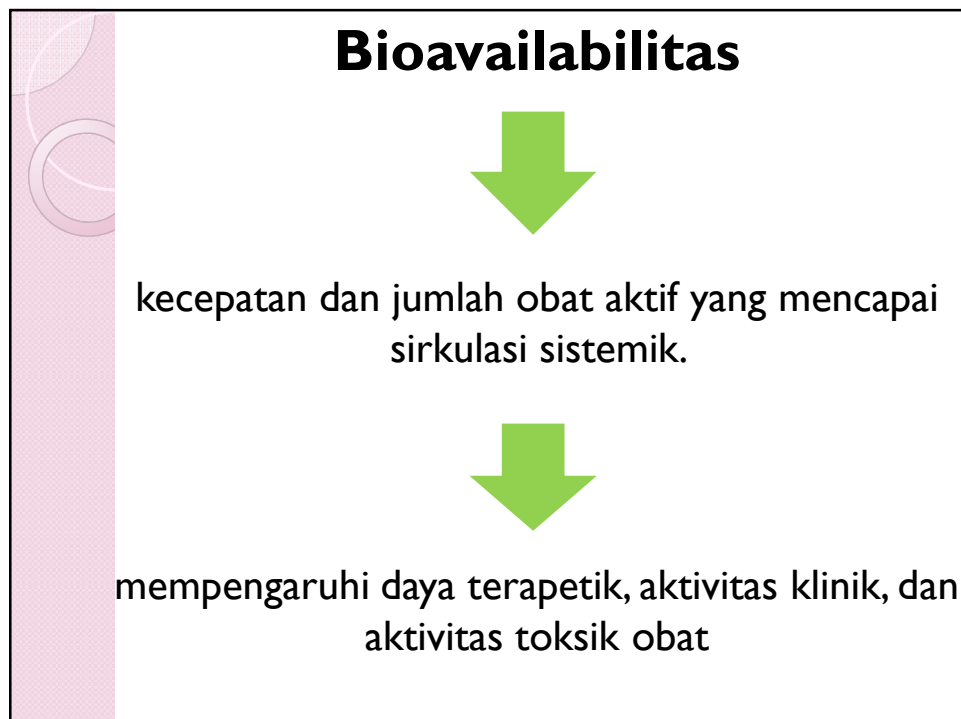 Bioavailabilitas
kecepatan dan jumlah obat aktif yang mencapai
sirkulasi sistemik.
mempengaruhi daya terapetik, aktivitas klinik, dan
aktivitas toksik obat